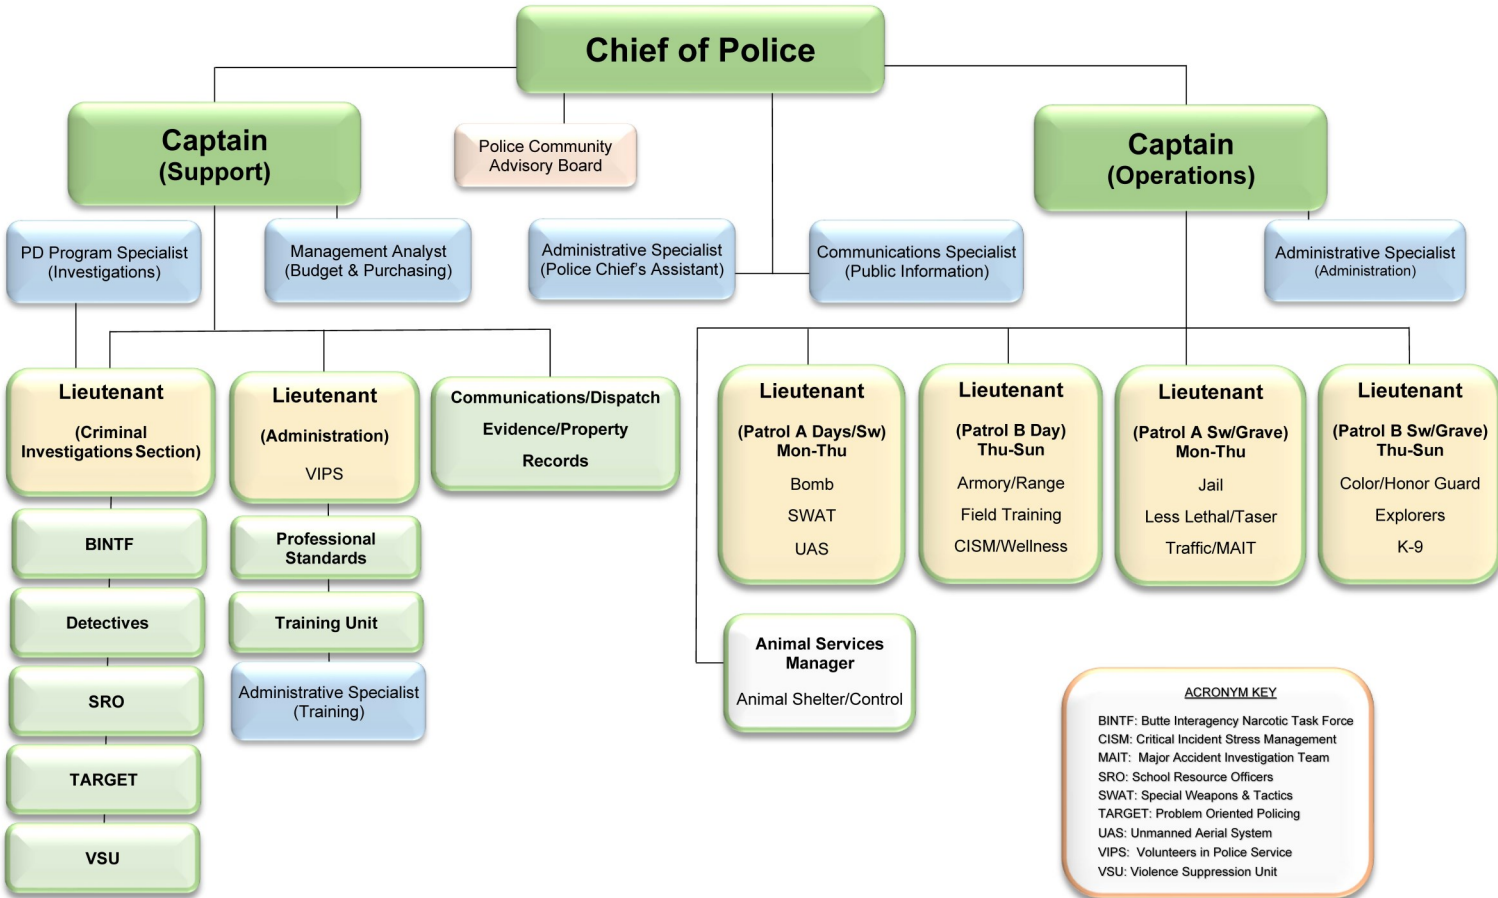 Chief of Police
Captain
(Support)
Police Community
Advisory Board
Captain
(Operations)
PD Program Specialist
(Investigations)
Management Analyst
(Budget & Purchasing)
Administrative Specialist
(Police Chief's Assistant)
Communications Specialist
(Public Information)
Administrative Specialist
(Administration)
Lieutenant
(Criminal
Investigations Section)
BINTF
Detectives
SRO
TARGET
VSU
Lieutenant
(Administration)
VIPS
Professional
Standards
Training Unit
Administrative Specialist
(Training)
Communications/Dispatch
Evidence/Property
Records
Lieutenant
(Patrol A Days/Sw)
Mon-Thu
Bomb
SWAT
UAS
Lieutenant
(Patrol B Day)
Thu-Sun
Armory/Range
Field Training
CISM/Wellness
Lieutenant
(Patrol A Sw/Grave)
Mon-Thu
Jail
Less Lethal/Taser
Traffic/MAIT
Lieutenant
(Patrol B Sw/Grave)
Thu-Sun
Color/Honor Guard
Explorers
K-9
Animal Services
Manager
Animal Shelter/Control
ACRONYM KEY
BINTF: Butte Interagency Narcotic Task Force
CISM: Critical Incident Stress Management
MAIT: Major Accident Investigation Team
SRO: School Resource Officers
SWAT: Special Weapons & Tactics
TARGET: Problem Oriented Policing
UAS: Unmanned Aerial System
VIPS: Volunteers in Police Service
VSU: Violence Suppression Unit